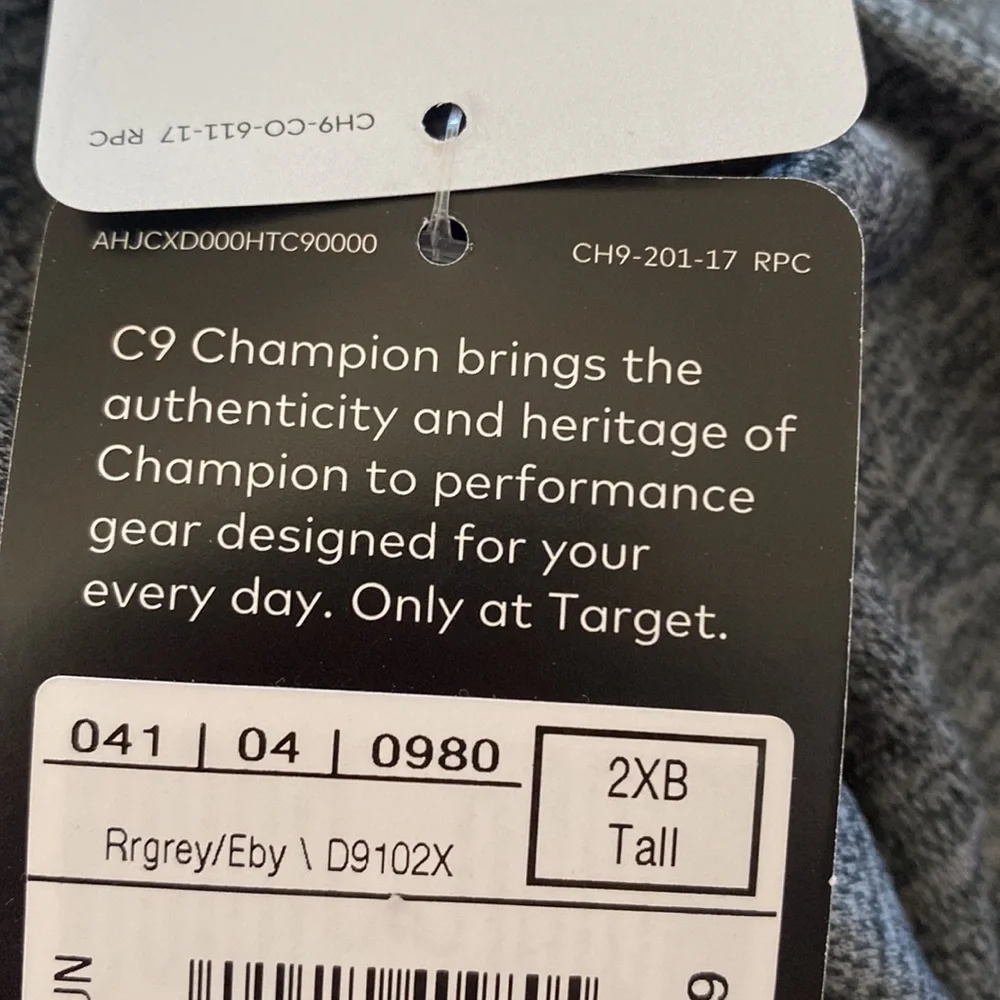 CH9-CO-611-17 RPC
AHJCXD000HTC90000
CH9-201-17 RPC
C9 Champion brings the
authenticity and heritage of
Champion to performance
gear designed for your
every day. Only at Target.
041 | 04 | 0980
2XB
Tall
Rrgrey/Eby \ D9102X